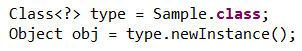 Class<?> type = Sample.class;
Object obj = type.newInstance();